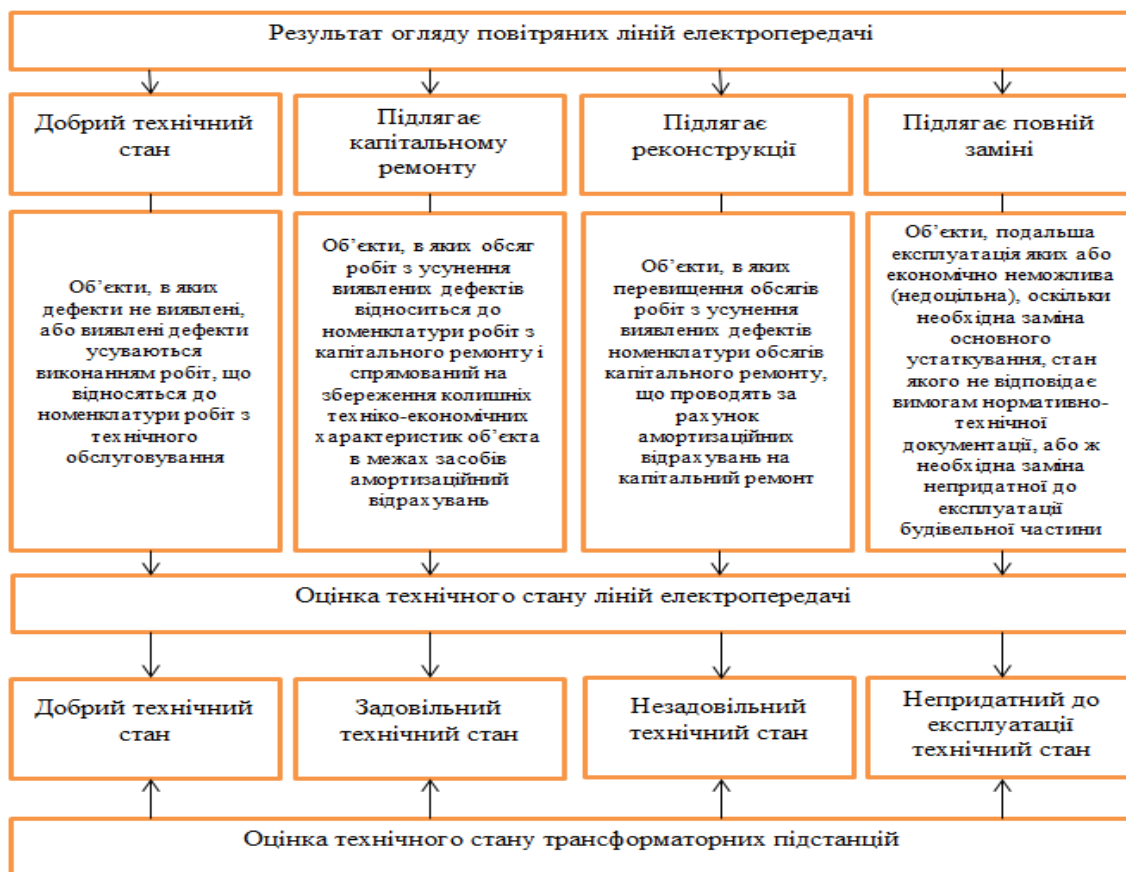 Результат огляду повітряних ліній електропередачі
Добрий технічний
стан
Підлягає
капітальному
ремонту
Підлягає
реконструкції
Підлягає повній
заміні
Об’єкти, в яких
дефекти не виявлені,
або виявлені дефекти
усуваються
виконанням робіт, що
відносяться до
номенклатури робіт з
технічного
обслуговування
Об’єкти, в яких обсяг
робіт з усунення
виявлених дефектів
відноситься до
номенклатури робіт з
капітального ремонту і
спрямований на
збереження колишніх
техніко-економічних
характеристик об’єкта
в межах засобів
амортизаційний
відрахувань
Об’єкти, в яких
перевищення обсягів
робіт з усунення
виявлених дефектів
номенклатури обсягів
капітального ремонту,
що проводять за
рахунок
амортизаційних
відрахувань на
капітальний ремонт
Об’єкти, подальша
експлуатація яких або
економічно неможлива
(недоцільна), оскільки
необхідна заміна
основного
устаткування, стан
якого не відповідає
вимогам нормативно-
технічної
документації, або ж
необхідна заміна
непридатної до
експлуатації
будівельної частини
Оцінка технічного стану ліній електропередачі
Добрий технічний
стан
Задовільний
технічний стан
Незадовільний
технічний стан
Непридатний до
експлуатації
технічний стан
Оцінка технічного стану трансформаторних підстанцій